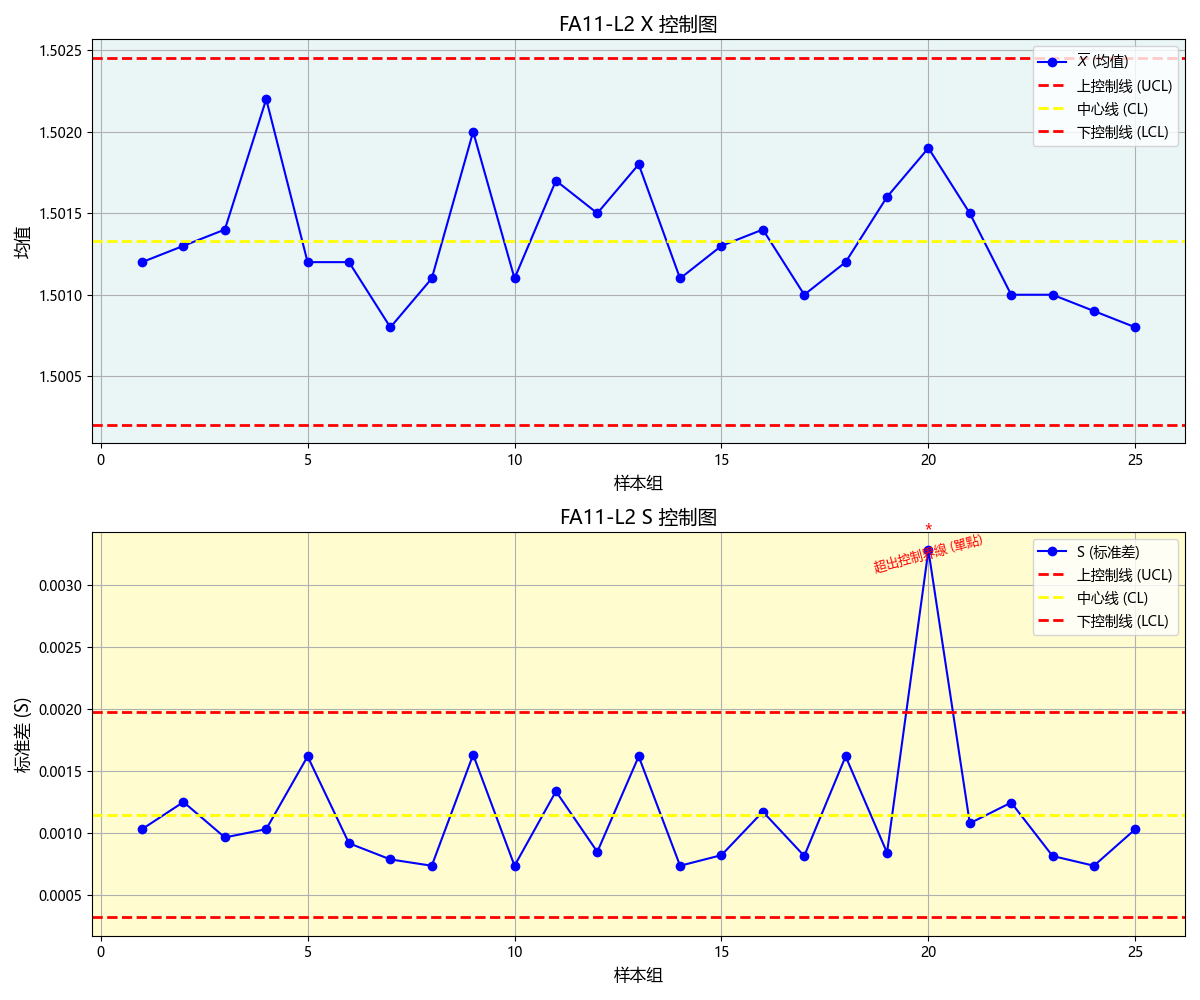 FA11-L2 X 控制图
1.5025
1.5020
1.5015
1.5010
1.5005
均值
X (均值)
上控制线 (UCL)
中心线 (CL)
下控制线 (LCL)
0 5 10 15 20 25
样本组
FA11-L2 S 控制图
*
超出控制界線 (單點)
0.0030
0.0025
0.0020
0.0015
0.0010
0.0005
标准差 (S)
S (标准差)
上控制线 (UCL)
中心线 (CL)
下控制线 (LCL)
0 5 10 15 20 25
样本组